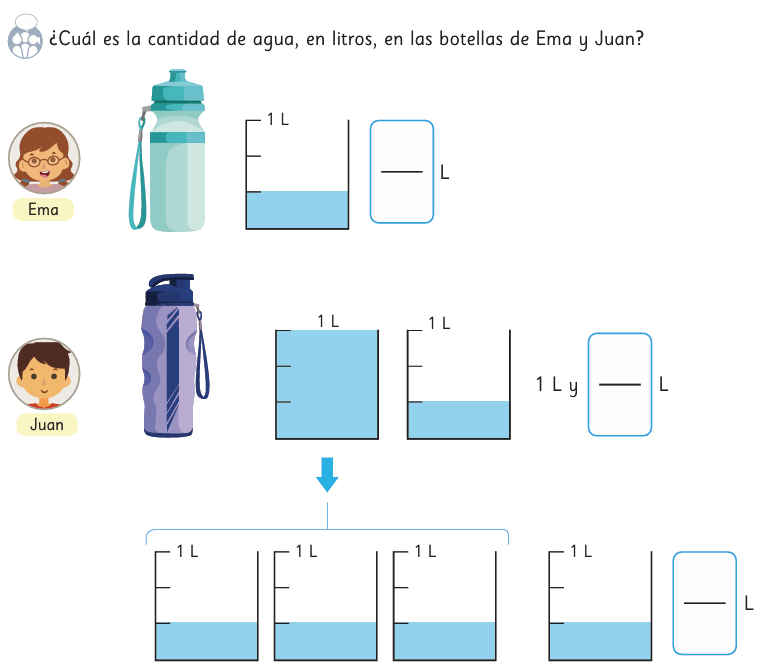 ¿Cuál es la cantidad de agua, en litros, en las botellas de Ema y Juan?
1 L
L
Ema
1 L
1 L
1 L y
L
Juan
1 L
1 L
1 L
1 L
L